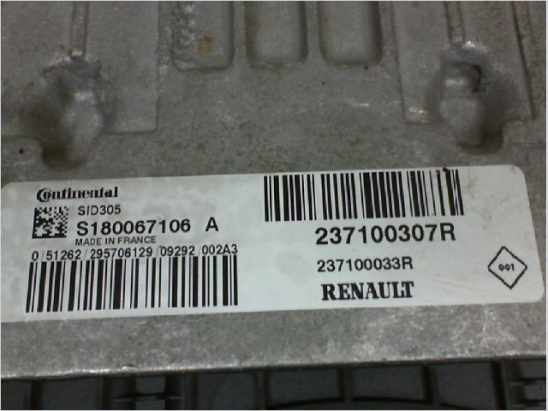 Continental
SID305
S180067106 A
MADE IN FRANCE
0/51262/295706129/09292/002A3
237100307R
237100033R
RENAULT
001